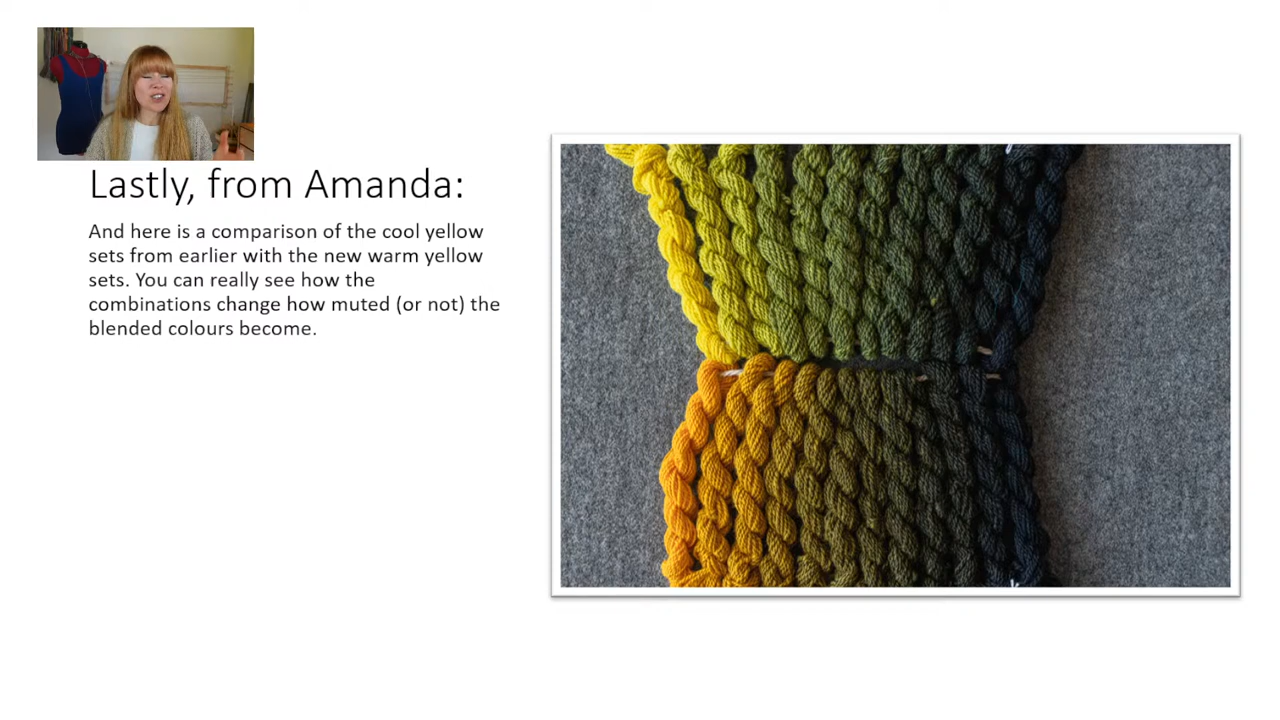 Lastly, from Amanda:
And here is a comparison of the cool yellow
sets from earlier with the new warm yellow
sets. You can really see how the
combinations change how muted (or not) the
blended colours become.